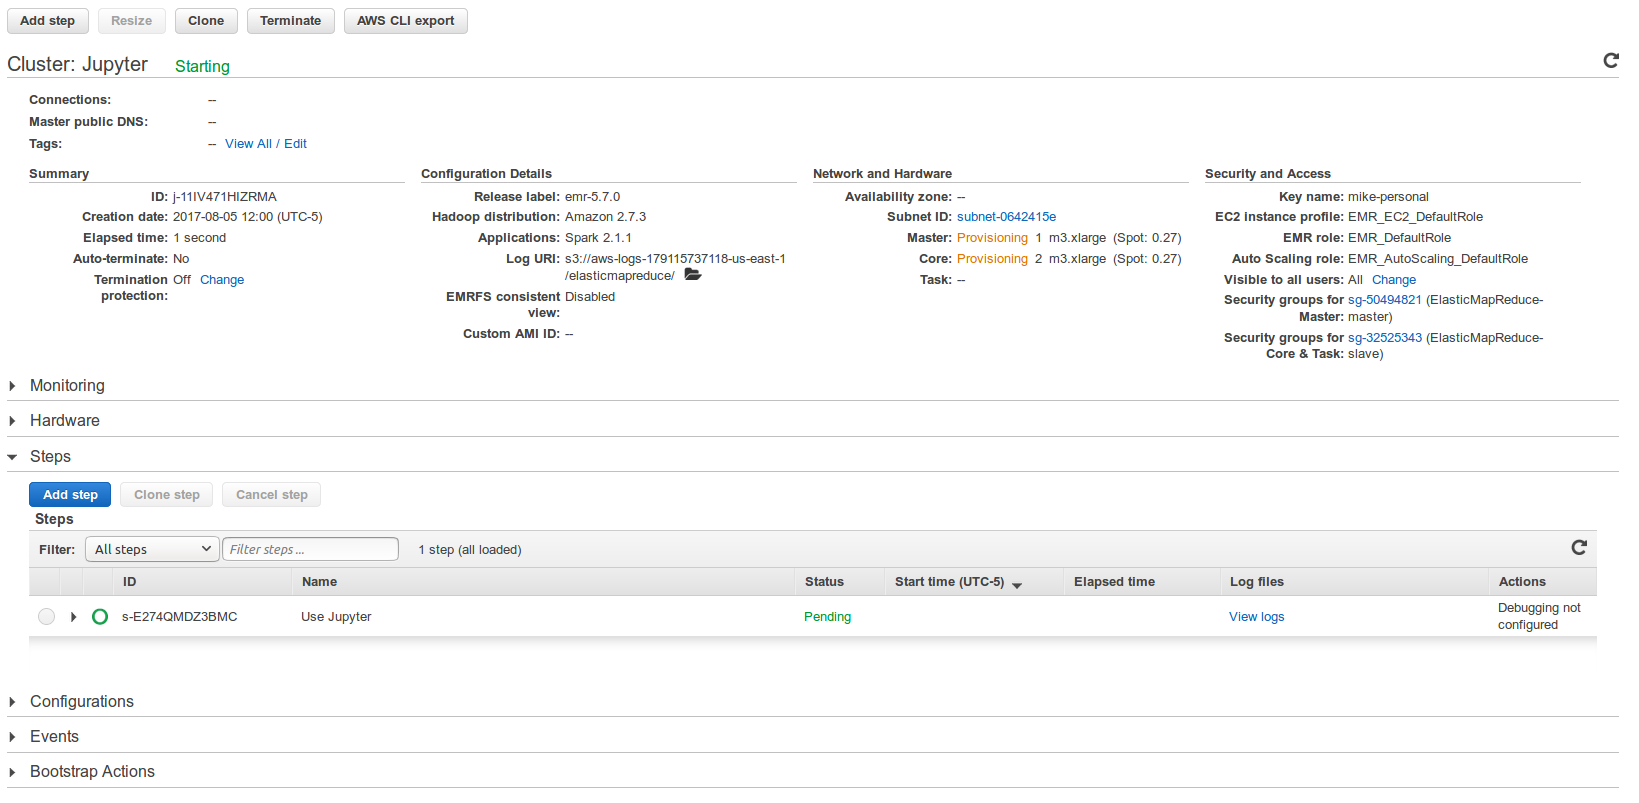 Add step Resize Clone Terminate AWS CLI export
Cluster: Jupyter Starting
Connections: --
Master public DNS: --
Tags: -- View All / Edit
Summary
ID: j-11IV471HIZRMA
Creation date: 2017-08-05 12:00 (UTC-5)
Elapsed time: 1 second
Auto-terminate: No
Termination Off Change
protection:
Configuration Details
Release label: emr-5.7.0
Hadoop distribution: Amazon 2.7.3
Applications: Spark 2.1.1
Log URI: s3://aws-logs-179115737118-us-east-1
/elasticmapreduce/
EMRFS consistent Disabled
view:
Custom AMI ID: --
Network and Hardware
Availability zone: --
Subnet ID: subnet-0642415e
Master: Provisioning 1 m3.xlarge (Spot: 0.27)
Core: Provisioning 2 m3.xlarge (Spot: 0.27)
Task: --
Security and Access
Key name: mike-personal
EC2 instance profile: EMR_EC2_DefaultRole
EMR role: EMR_DefaultRole
Auto Scaling role: EMR_AutoScaling_DefaultRole
Visible to all users: All Change
Security groups for sg-50494821 (ElasticMapReduce-
Master: master)
Security groups for sg-32525343 (ElasticMapReduce-
Core & Task: slave)
Monitoring
Hardware
Steps
Add step Clone step Cancel step
Steps
Filter: All steps Filter steps ... 1 step (all loaded)
ID Name Status Start time (UTC-5) Elapsed time Log files Actions
s-E274QMDZ3BMC Use Jupyter Pending View logs Debugging not
configured
Configurations
Events
Bootstrap Actions